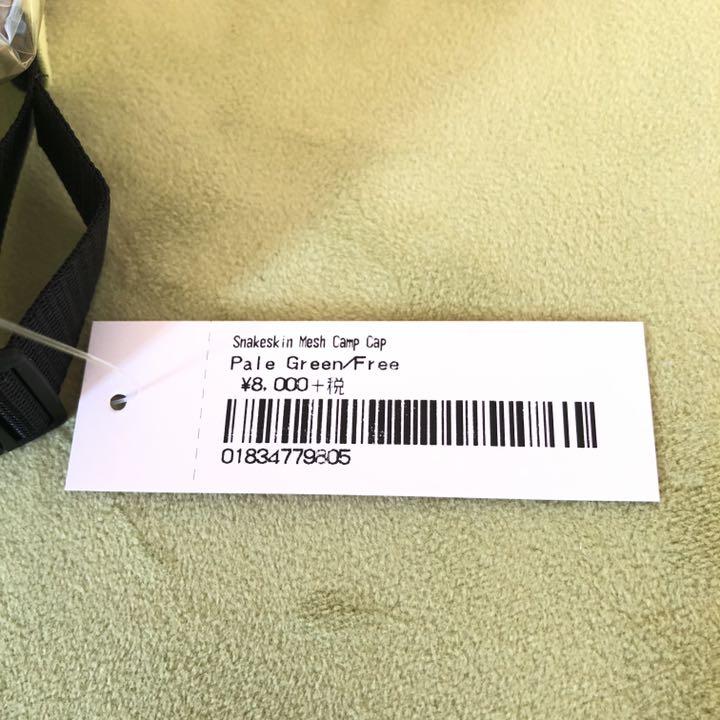 Snakeskin Mesh Camp Cap
Pale Green/Free
¥8,000+税
01834779805